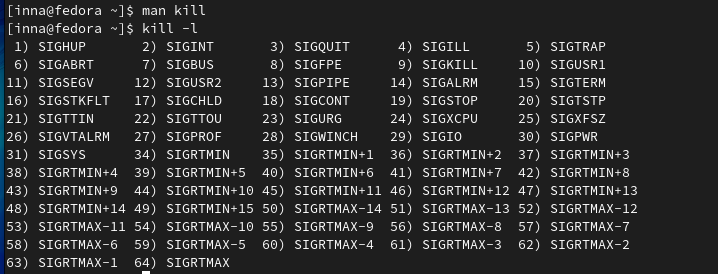 [inna@fedora ~]$ man kill
[inna@fedora ~]$ kill -l
 1) SIGHUP       2) SIGINT       3) SIGQUIT      4) SIGILL       5) SIGTRAP
 6) SIGABRT      7) SIGBUS       8) SIGFPE       9) SIGKILL     10) SIGUSR1
11) SIGSEGV     12) SIGUSR2     13) SIGPIPE     14) SIGALRM     15) SIGTERM
16) SIGSTKFLT   17) SIGCHLD     18) SIGCONT     19) SIGSTOP     20) SIGTSTP
21) SIGTTIN     22) SIGTTOU     23) SIGURG      24) SIGXCPU     25) SIGXFSZ
26) SIGVTALRM   27) SIGPROF     28) SIGWINCH    29) SIGIO       30) SIGPWR
31) SIGSYS      34) SIGRTMIN    35) SIGRTMIN+1  36) SIGRTMIN+2  37) SIGRTMIN+3
38) SIGRTMIN+4  39) SIGRTMIN+5  40) SIGRTMIN+6  41) SIGRTMIN+7  42) SIGRTMIN+8
43) SIGRTMIN+9  44) SIGRTMIN+10 45) SIGRTMIN+11 46) SIGRTMIN+12 47) SIGRTMIN+13
48) SIGRTMIN+14 49) SIGRTMIN+15 50) SIGRTMAX-14 51) SIGRTMAX-13 52) SIGRTMAX-12
53) SIGRTMAX-11 54) SIGRTMAX-10 55) SIGRTMAX-9  56) SIGRTMAX-8  57) SIGRTMAX-7
58) SIGRTMAX-6  59) SIGRTMAX-5  60) SIGRTMAX-4  61) SIGRTMAX-3  62) SIGRTMAX-2
63) SIGRTMAX-1  64) SIGRTMAX